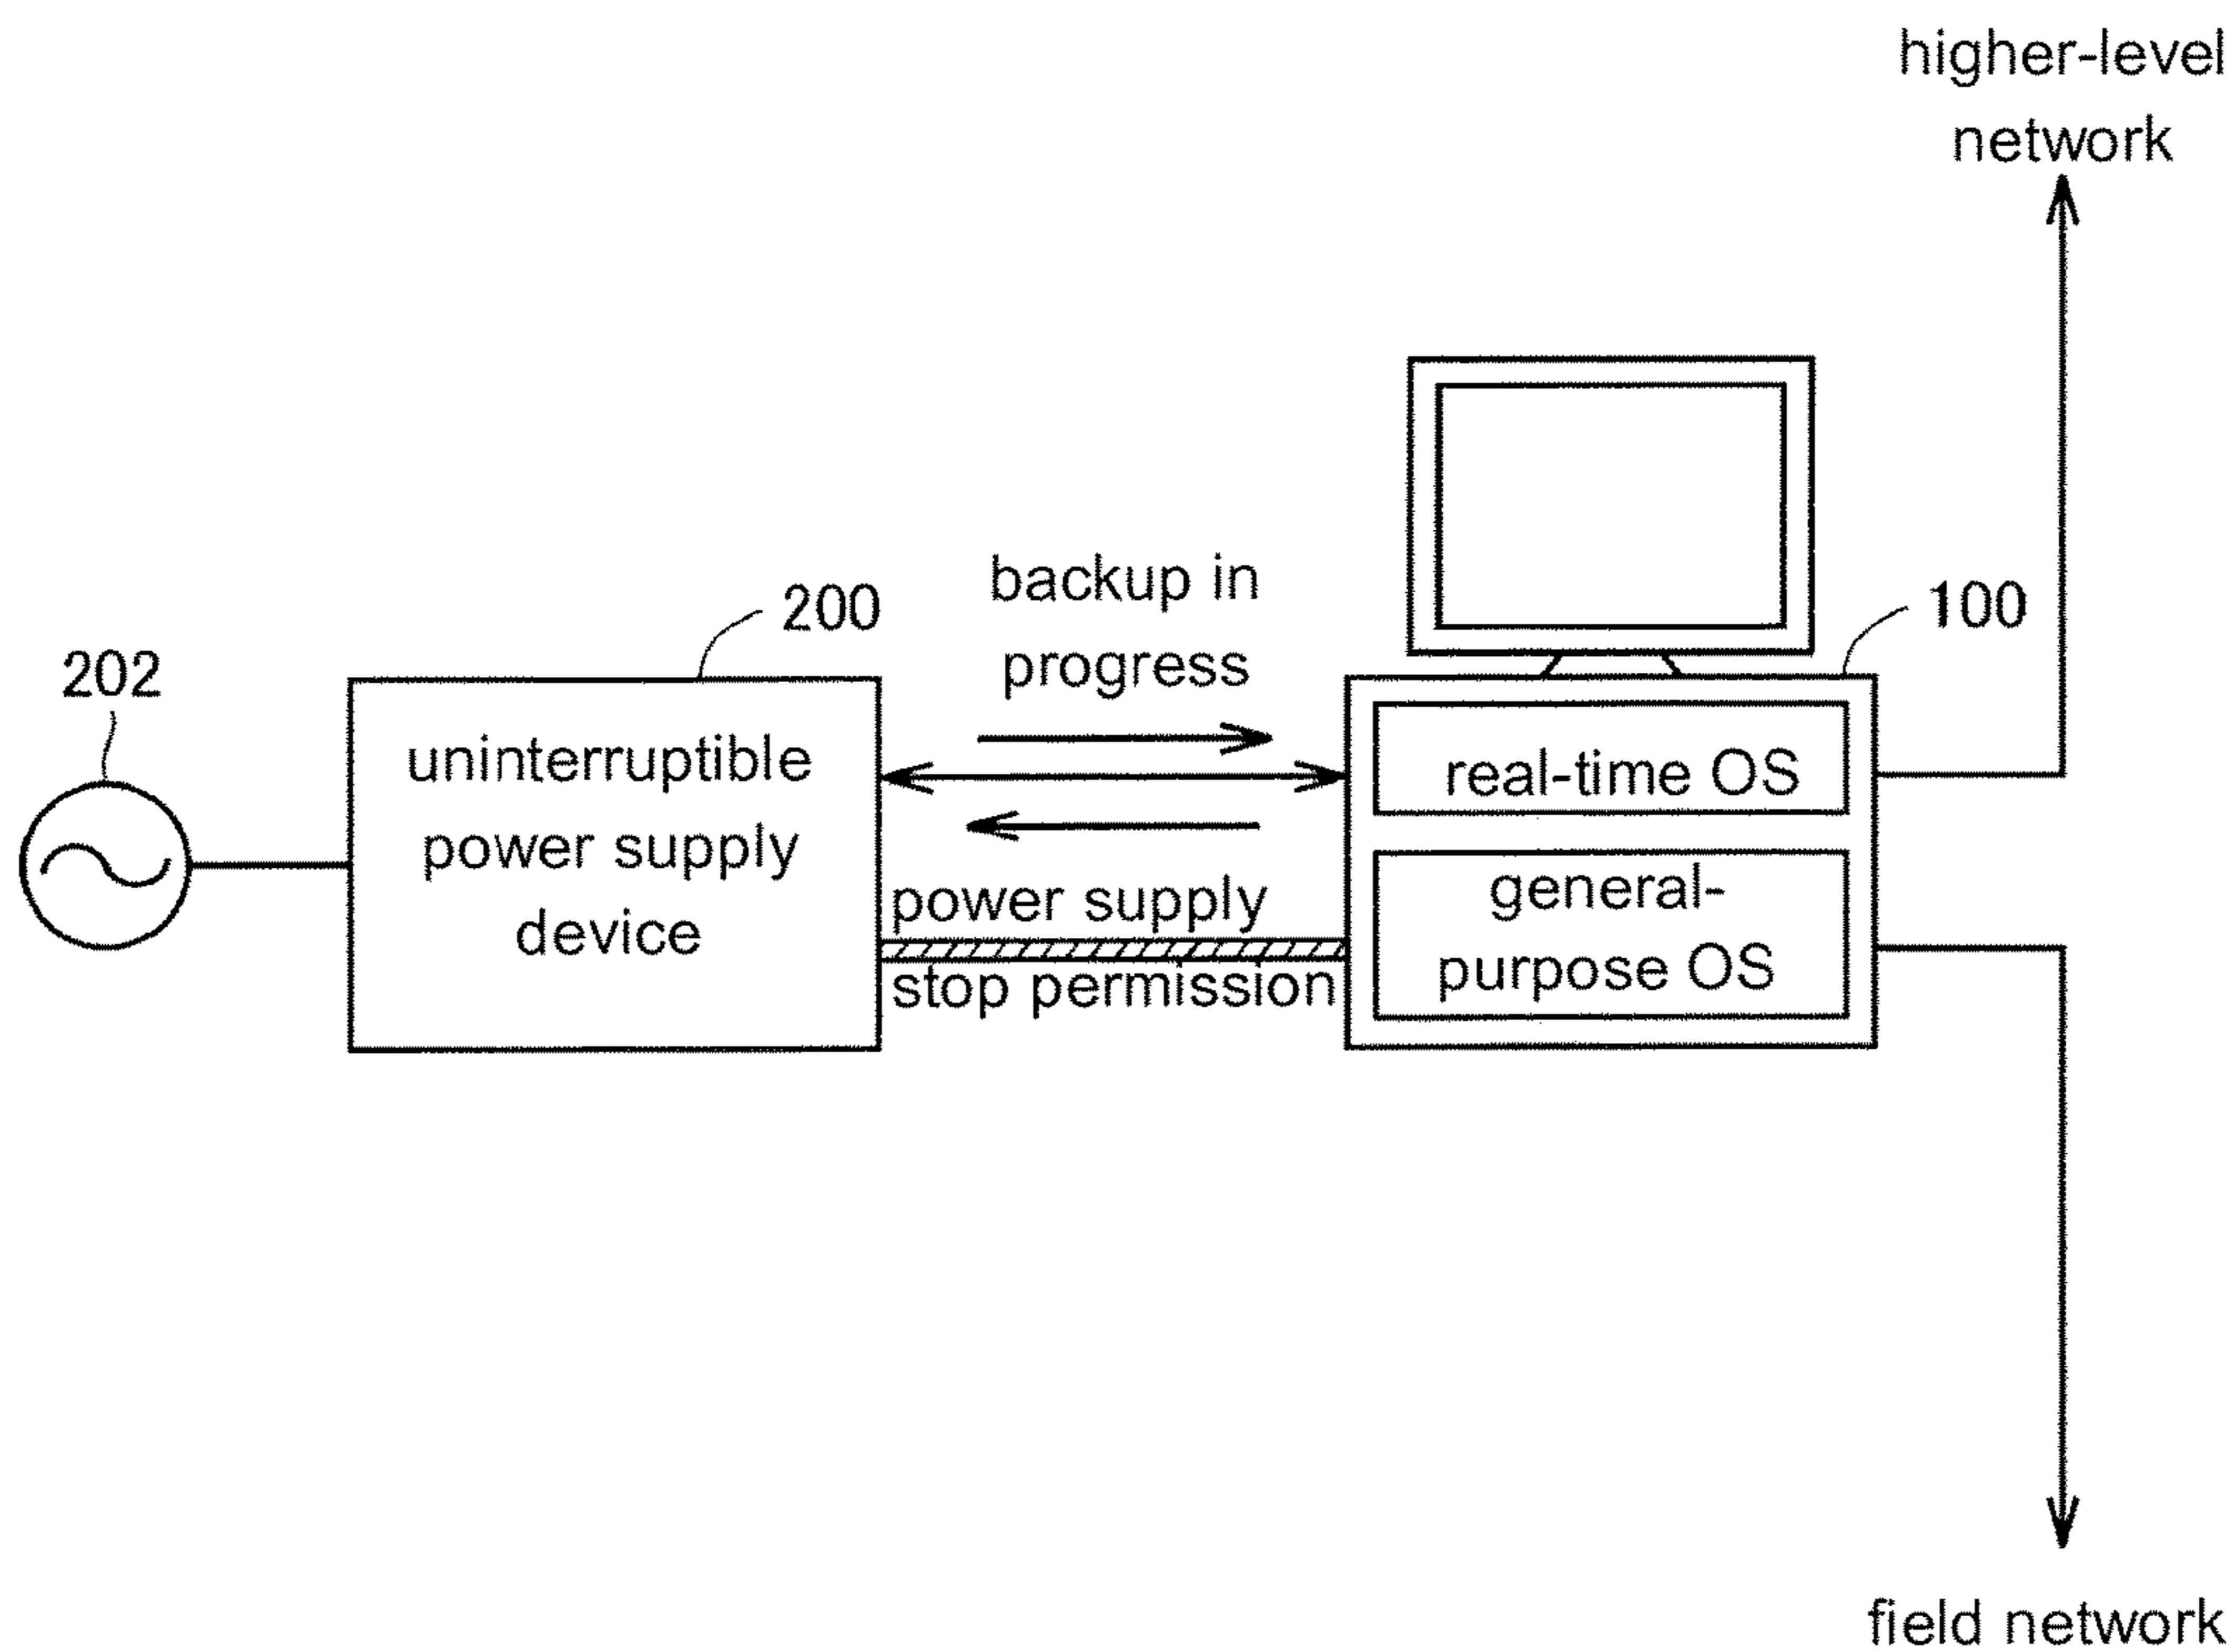 higher-level
network
backup in
progress
200
100
202
uninterruptible
power supply
device
real-time OS
general-
purpose OS
power supply
stop permission
field network